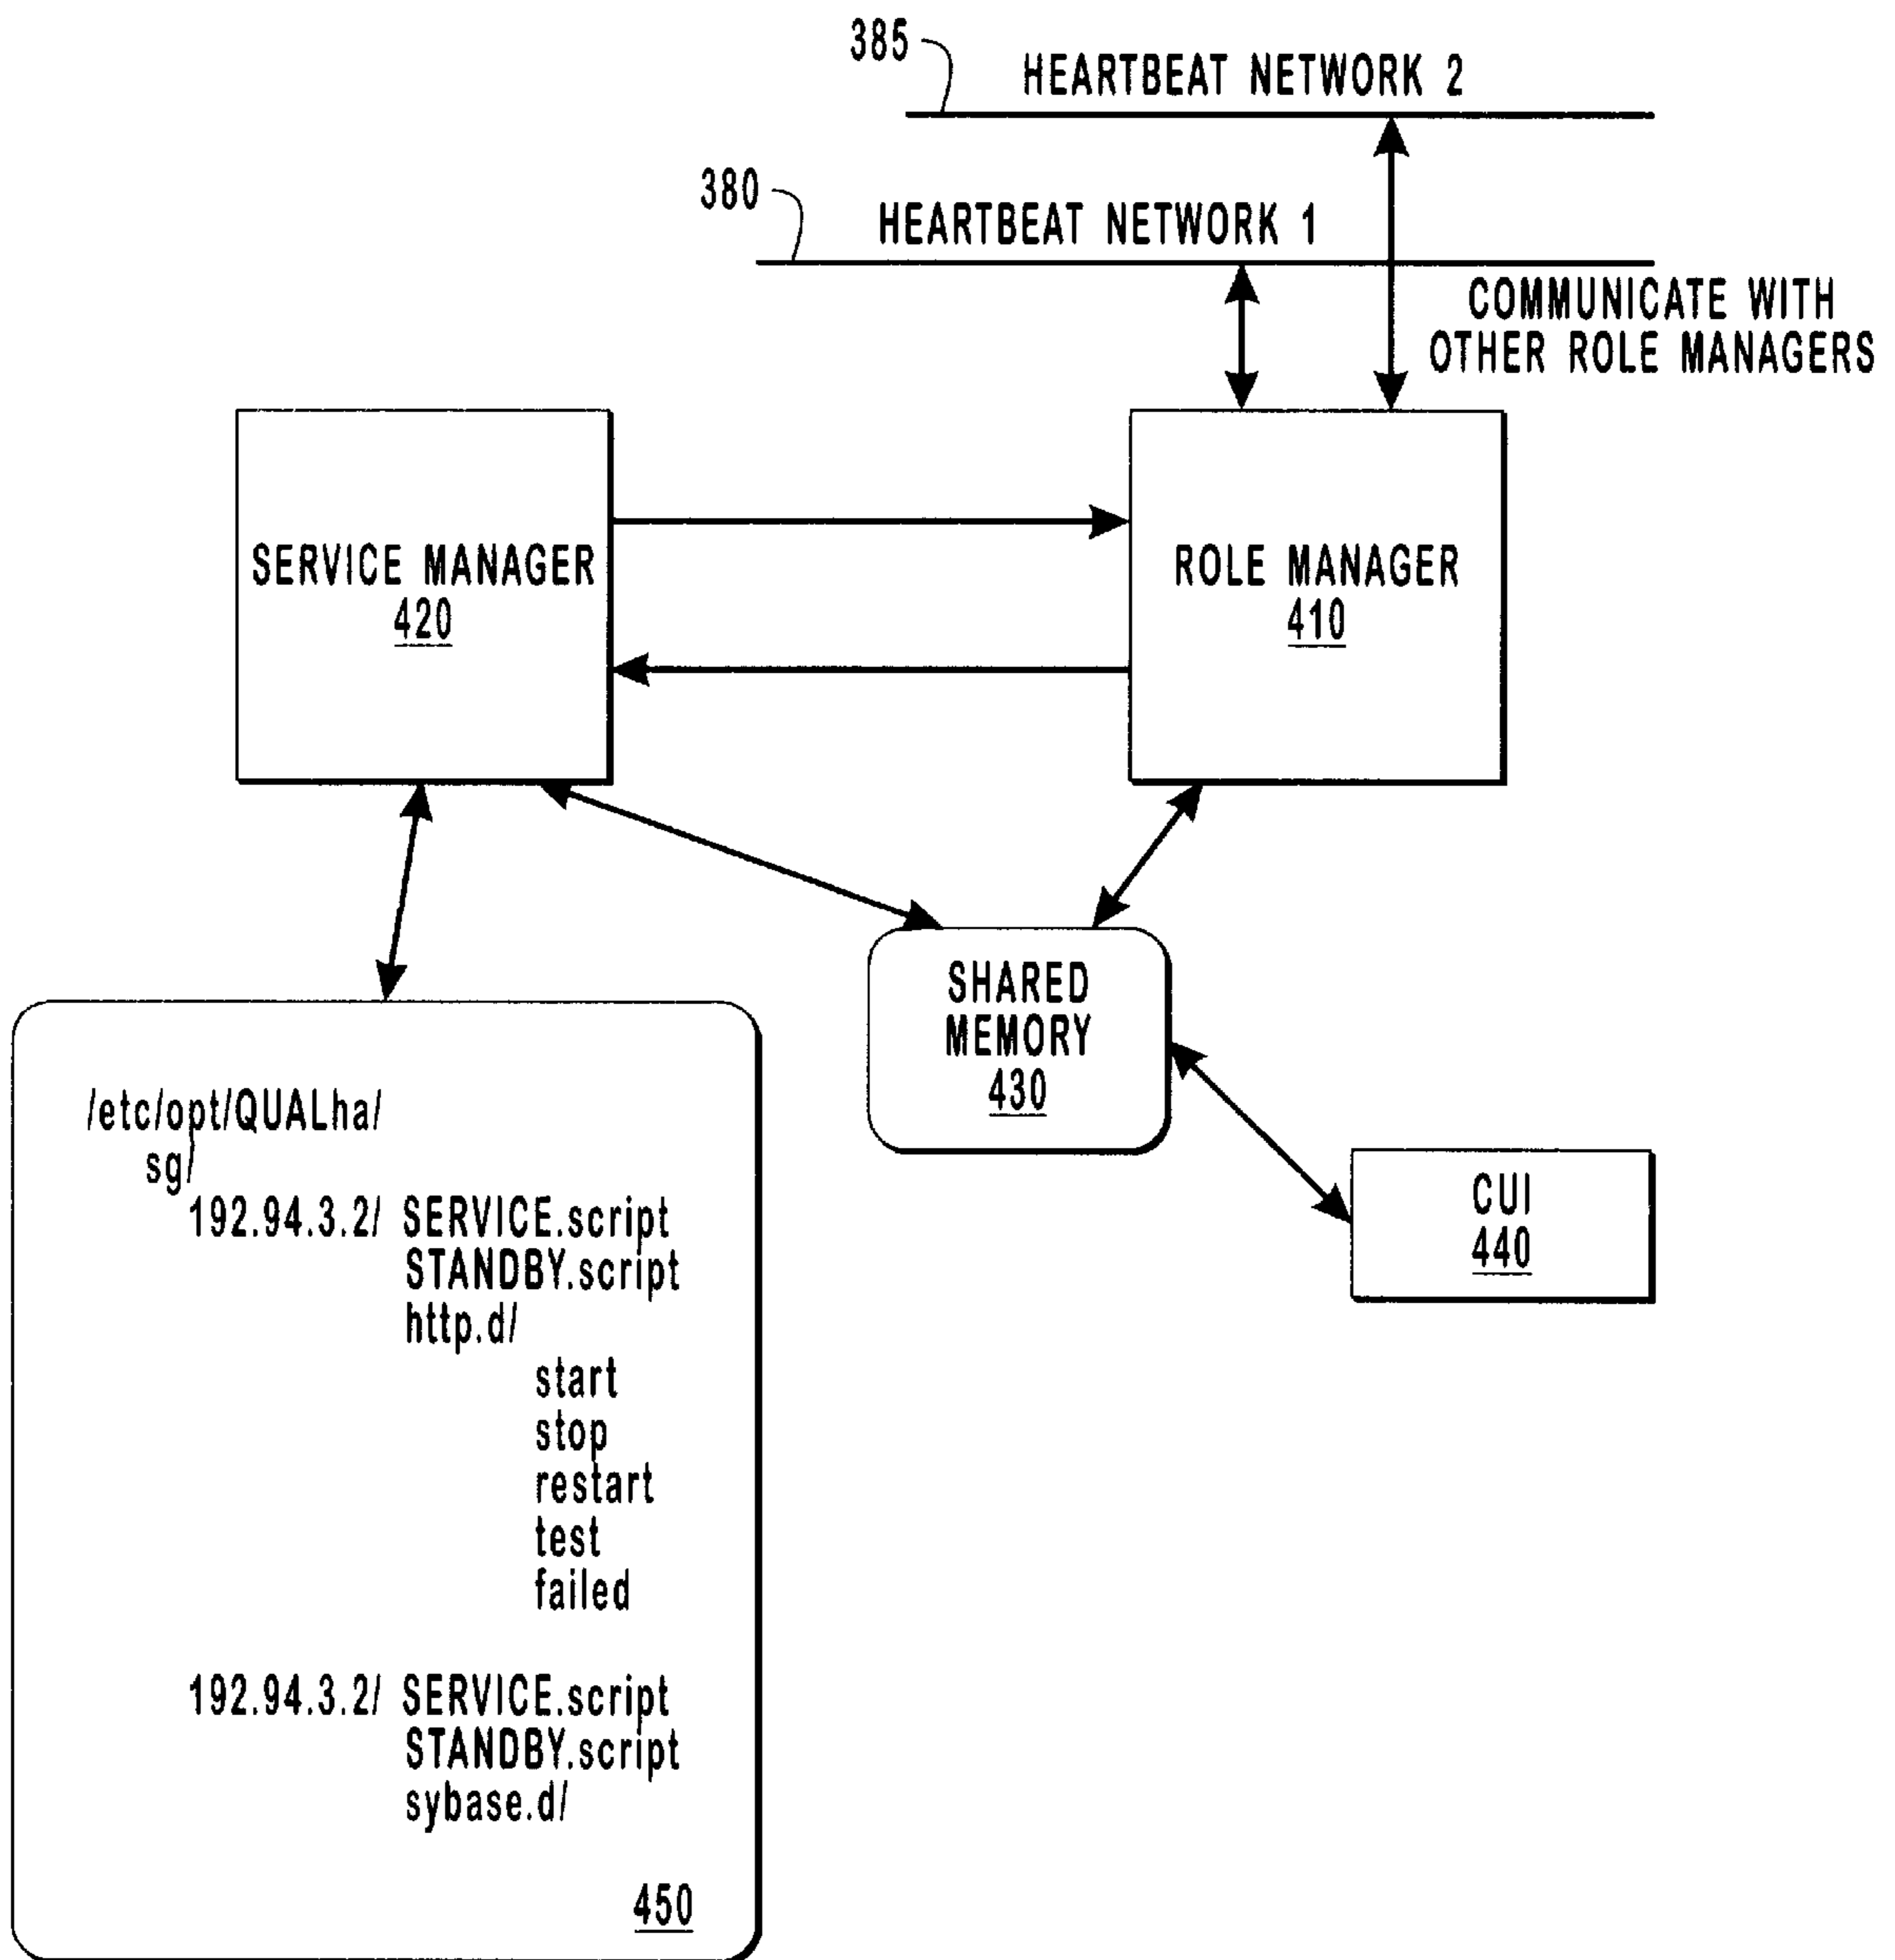 385
HEARTBEAT NETWORK 2
380
HEARTBEAT NETWORK 1
COMMUNICATE WITH
OTHER ROLE MANAGERS
SERVICE MANAGER
420
ROLE MANAGER
410
SHARED
MEMORY
430
CUI
440
/etc/opt/QUALha/
sg/
192.94.3.2/ SERVICE.script
STANDBY.script
http.d/
start
stop
restart
test
failed
192.94.3.2/ SERVICE.script
STANDBY.script
sybase.d/
450